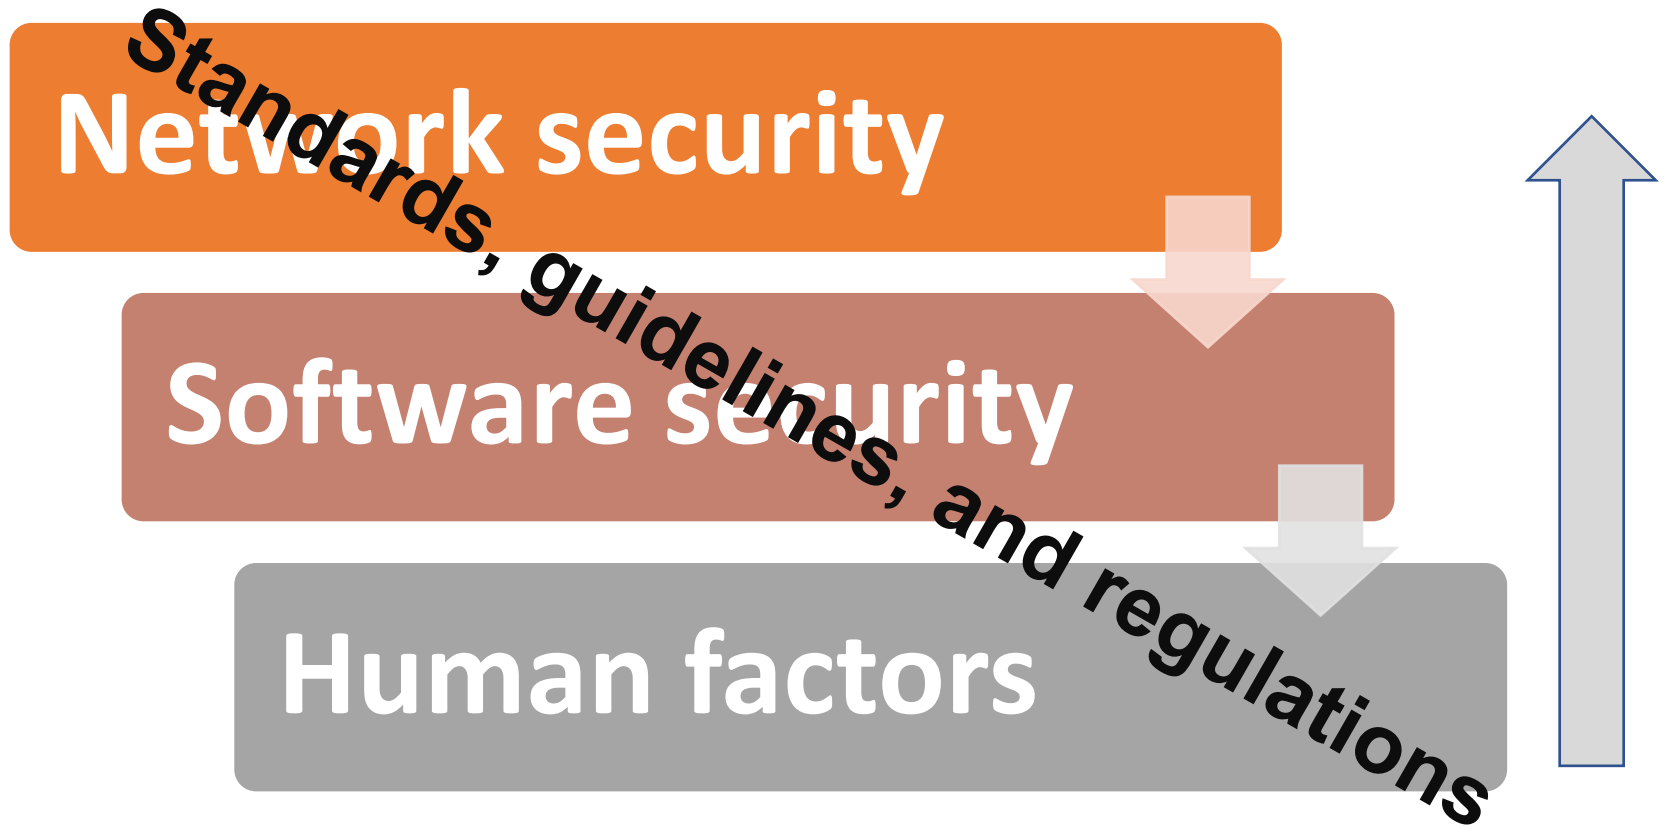 Network security
Software security
Human factors
Standards, guidelines, and regulations